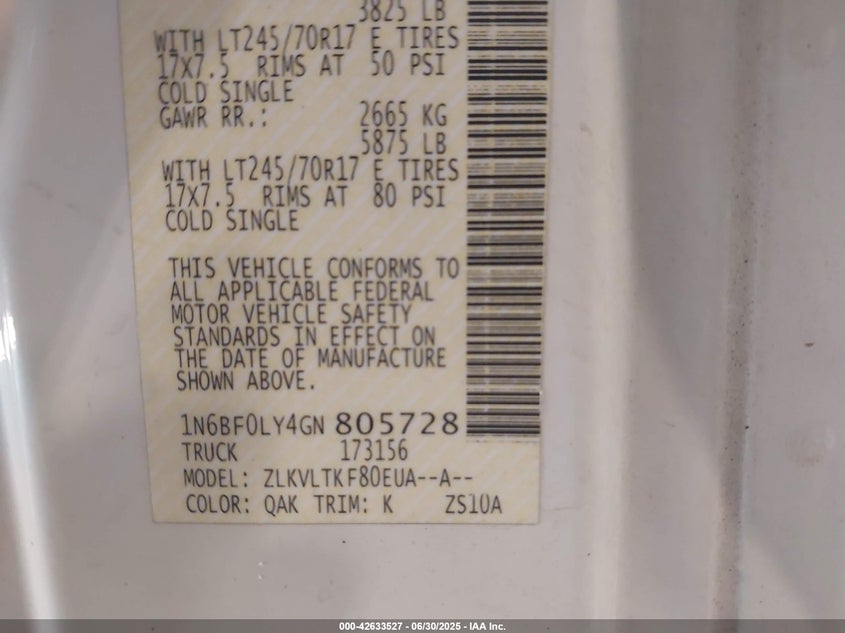 3825 LB
WITH LT245/70R17 E TIRES
17X7.5 RIMS AT 50 PSI
COLD SINGLE
GAWR RR.: 2665 KG
5875 LB
WITH LT245/70R17 E TIRES
17X7.5 RIMS AT 80 PSI
COLD SINGLE
THIS VEHICLE CONFORMS TO
ALL APPLICABLE FEDERAL
MOTOR VEHICLE SAFETY
STANDARDS IN EFFECT ON
THE DATE OF MANUFACTURE
SHOWN ABOVE.
1N6BF0LY4GN 805728
TRUCK 173156
MODEL: ZLKVLTKF80EUA--A--
COLOR: QAK TRIM: K ZS10A
000-42633527 - 06/30/2025 - IAA Inc.